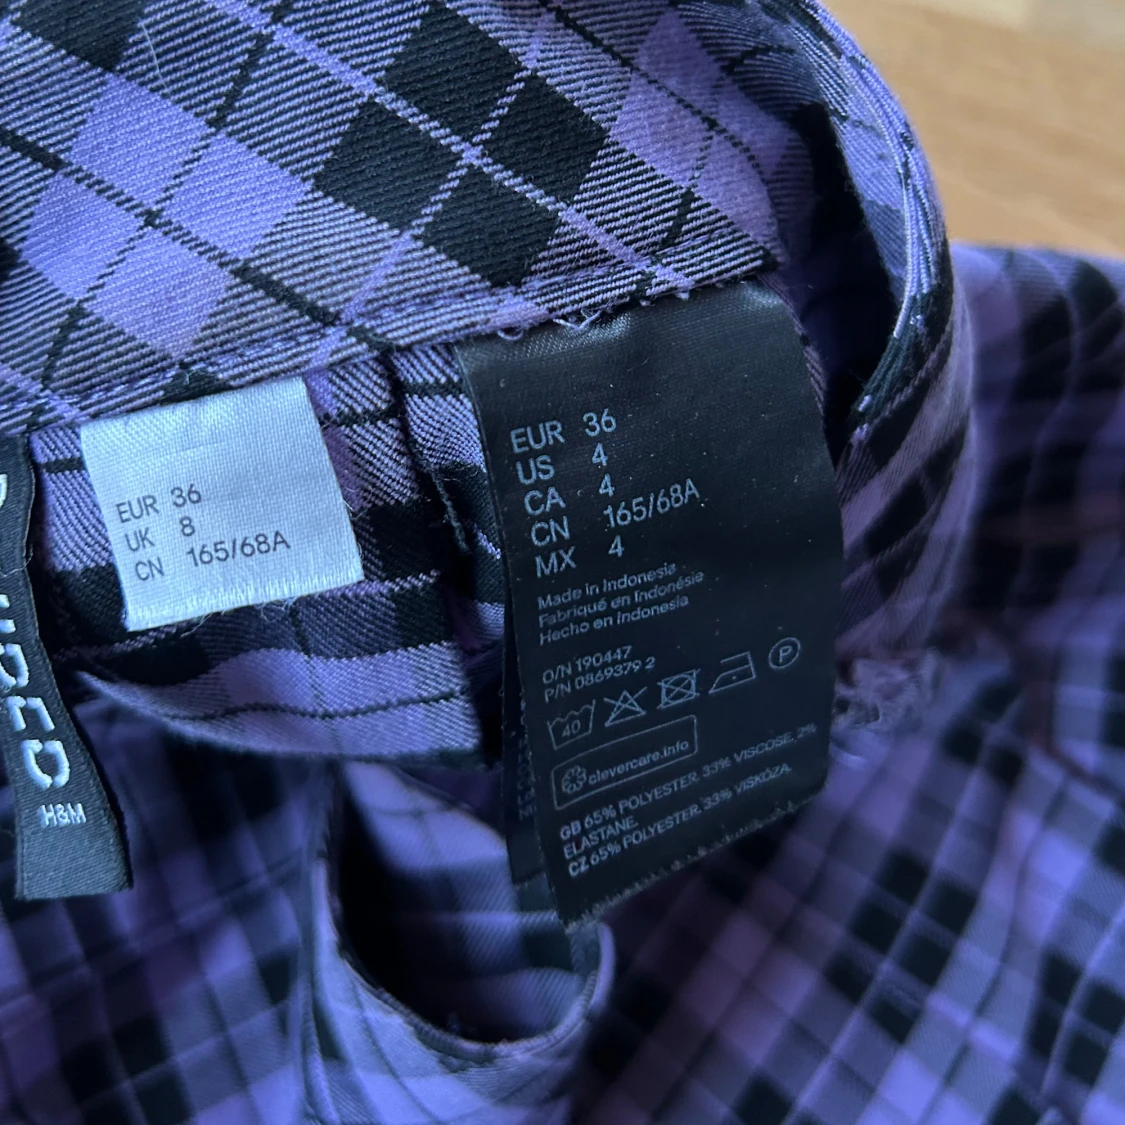 EUR 36
UK 8
CN 165/68A
H&M
EUR 36
US 4
CA 4
CN 165/68A
MX 4
Made in Indonesia
Fabriqué en Indonésie
Hecho en Indonesia
O/N 190447
P/N 0869379 2
40
P
clevercare.info
GB 65% POLYESTER, 33% VISCOSE, 2%
ELASTANE
CZ 65% POLYESTER, 33% VISKÓZA,